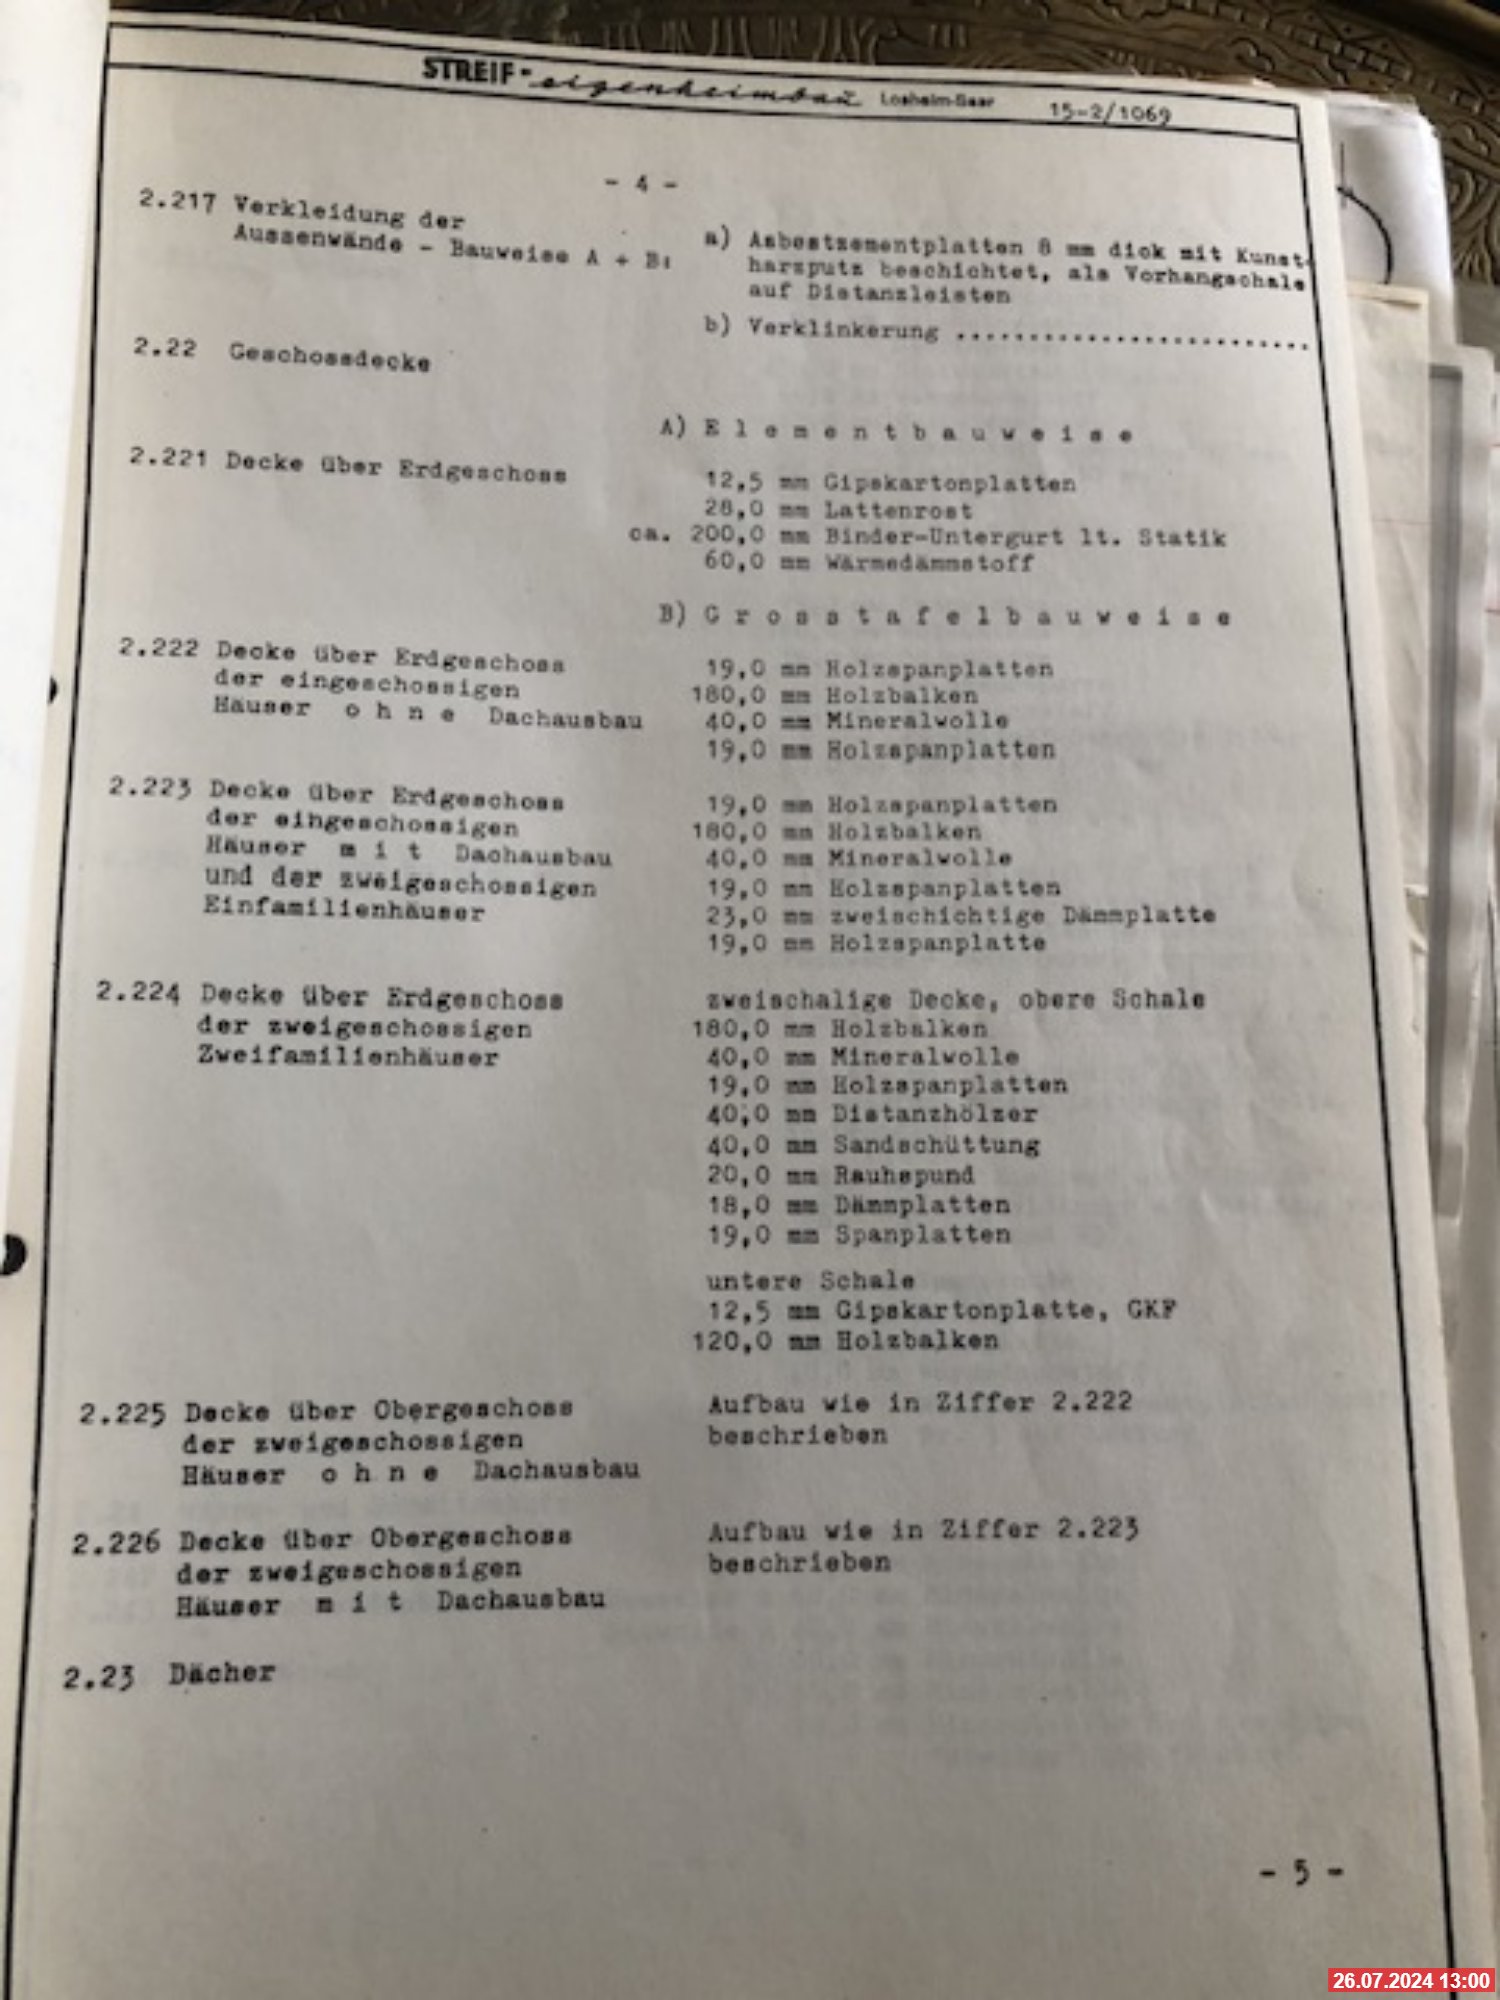 STREIF-eigenheimbau Losheim-Saar 15-2/1069
- 4 -
2.217 Verkleidung der
Aussenwände - Bauweise A + B:
a) Asbestzementplatten 8 mm dick mit Kunst-
harzputz beschichtet, als Vorhangschale
auf Distanzleisten
b) Verklinkerung .........................
2.22 Geschossdecke
A) E l e m e n t b a u w e i s e
2.221 Decke über Erdgeschoss
12,5 mm Gipskartonplatten
28,0 mm Lattenrost
ca. 200,0 mm Binder-Untergurt lt. Statik
60,0 mm Wärmedämmstoff
B) G r o s s t a f e l b a u w e i s e
2.222 Decke über Erdgeschoss
der eingeschossigen
Häuser o h n e Dachausbau
19,0 mm Holzspanplatten
180,0 mm Holzbalken
40,0 mm Mineralwolle
19,0 mm Holzspanplatten
2.223 Decke über Erdgeschoss
der eingeschossigen
Häuser m i t Dachausbau
und der zweigeschossigen
Einfamilienhäuser
19,0 mm Holzspanplatten
180,0 mm Holzbalken
40,0 mm Mineralwolle
19,0 mm Holzspanplatten
23,0 mm zweischichtige Dämmplatte
19,0 mm Holzspanplatte
2.224 Decke über Erdgeschoss
der zweigeschossigen
Zweifamilienhäuser
zweischalige Decke, obere Schale
180,0 mm Holzbalken
40,0 mm Mineralwolle
19,0 mm Holzspanplatten
40,0 mm Distanzhölzer
40,0 mm Sandschüttung
20,0 mm Rauhspund
18,0 mm Dämmplatten
19,0 mm Spanplatten
untere Schale
12,5 mm Gipskartonplatte, GKF
120,0 mm Holzbalken
2.225 Decke über Obergeschoss
der zweigeschossigen
Häuser o h n e Dachausbau
Aufbau wie in Ziffer 2.222
beschrieben
2.226 Decke über Obergeschoss
der zweigeschossigen
Häuser m i t Dachausbau
Aufbau wie in Ziffer 2.223
beschrieben
2.23 Dächer
- 5 -
26.07.2024 13:00